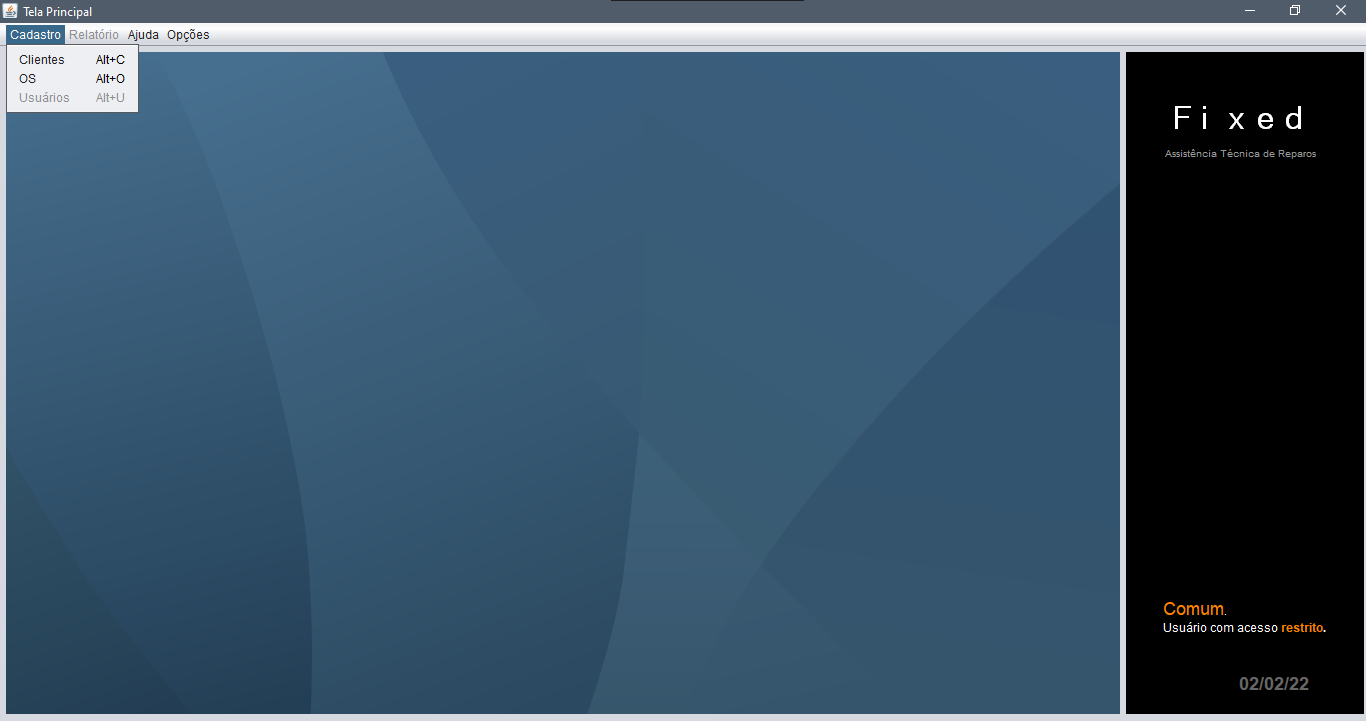 Tela Principal
Cadastro Relatório Ajuda Opções
Clientes Alt+C
OS Alt+O
Usuários Alt+U
Fixed
Assistência Técnica de Reparos
Comum.
Usuário com acesso restrito.
02/02/22